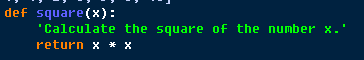 def square(x):
'Calculate the square of the number x.'
return x * x